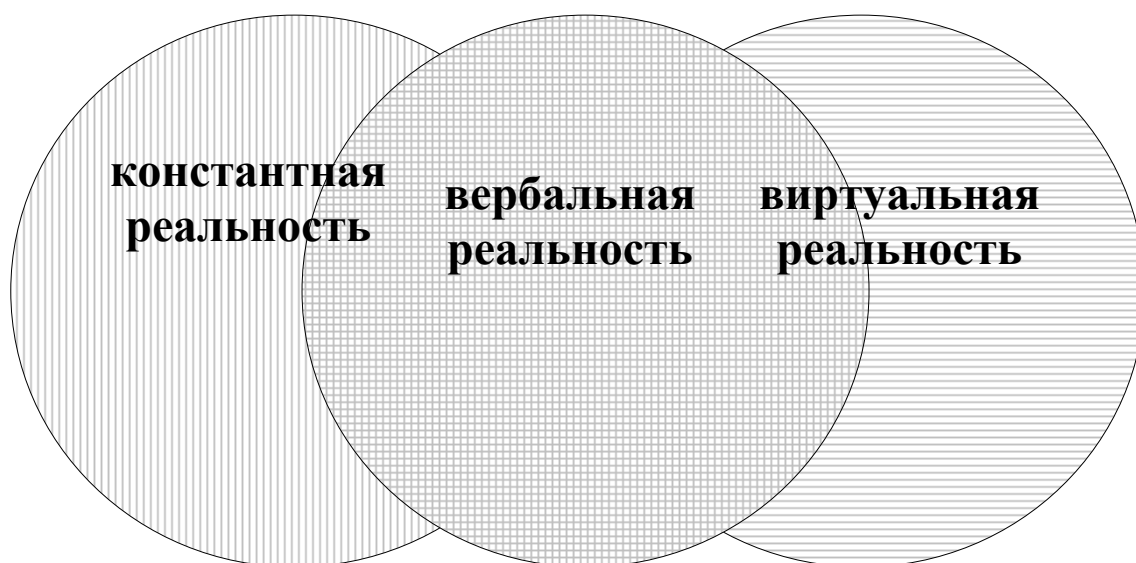 константная
реальность
вербальная
реальность
виртуальная
реальность